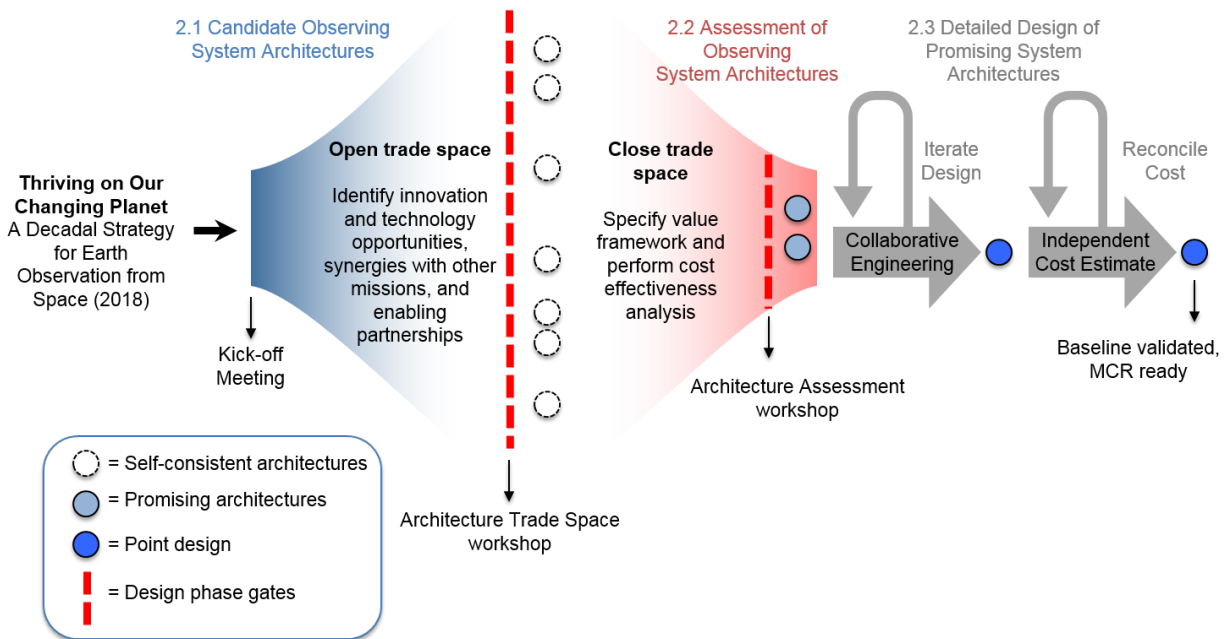 2.1 Candidate Observing
System Architectures
2.2 Assessment of
Observing
System Architectures
2.3 Detailed Design of
Promising System
Architectures
Thriving on Our
Changing Planet
A Decadal Strategy
for Earth
Observation from
Space (2018)
Open trade space
Identify innovation
and technology
opportunities,
synergies with other
missions, and
enabling
partnerships
Close trade
space
Specify value
framework and
perform cost
effectiveness
analysis
Iterate
Design
Collaborative
Engineering
Reconcile
Cost
Independent
Cost Estimate
Kick-off
Meeting
Architecture Trade Space
workshop
Architecture Assessment
workshop
Baseline validated,
MCR ready
= Self-consistent architectures
= Promising architectures
= Point design
= Design phase gates